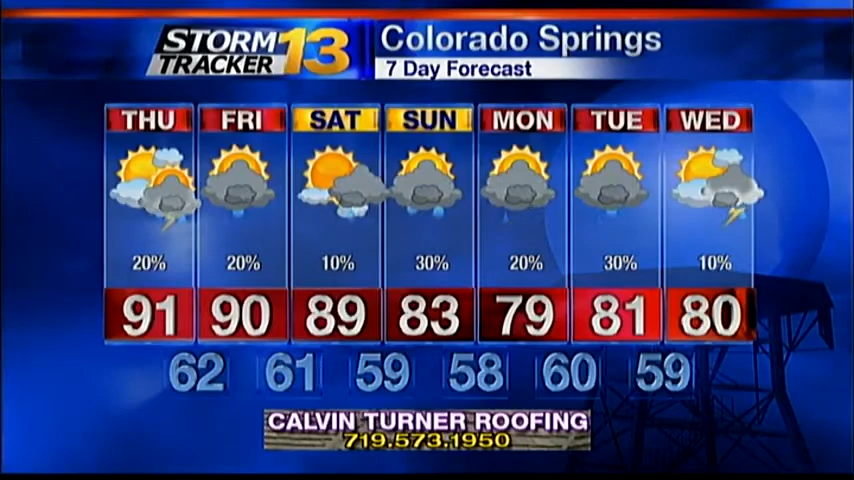 STORM TRACKER 13
Colorado Springs
7 Day Forecast
THU FRI SAT SUN MON TUE WED
20% 20% 10% 30% 20% 30% 10%
91 90 89 83 79 81 80
62 61 59 58 60 59
CALVIN TURNER ROOFING
719.573.1950